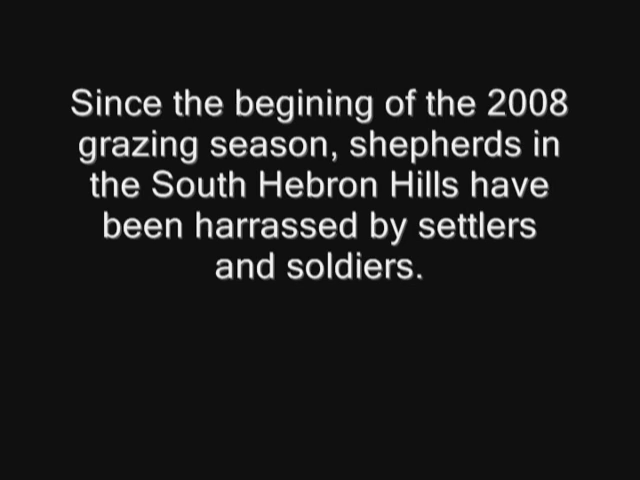 Since the begining of the 2008
grazing season, shepherds in
the South Hebron Hills have
been harrassed by settlers
and soldiers.